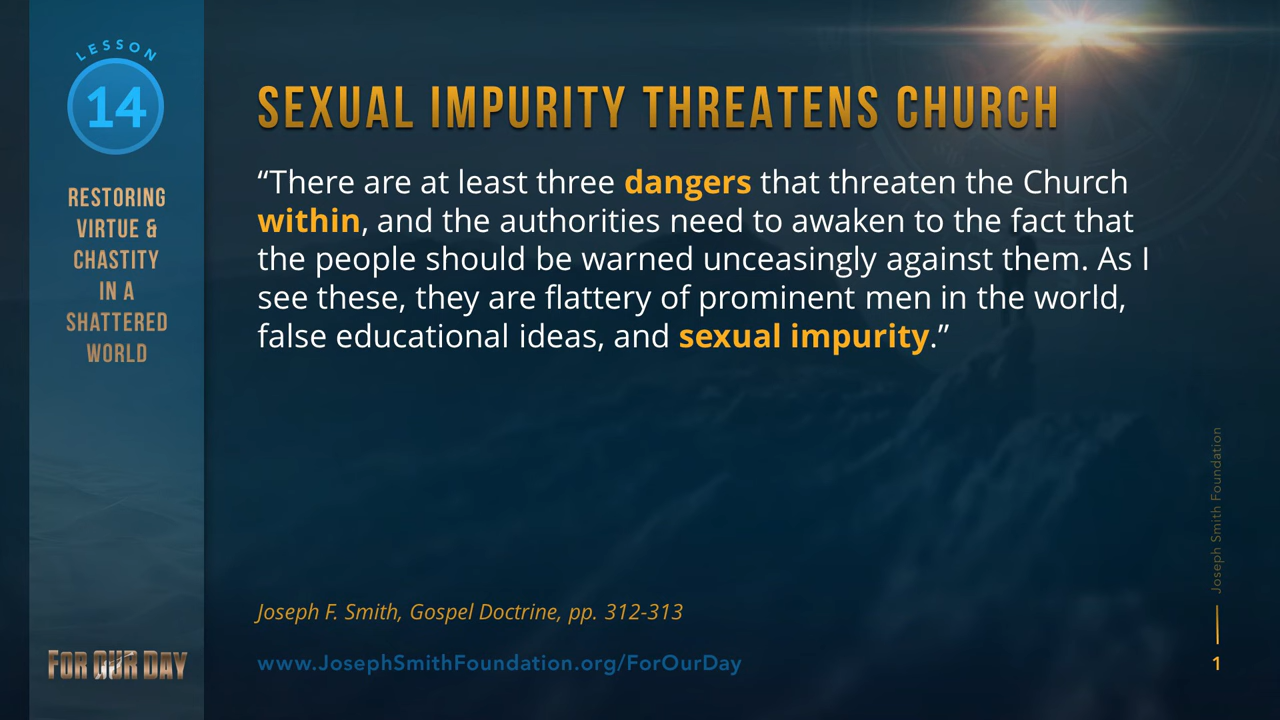 LESSON
14
RESTORING
VIRTUE &
CHASTITY
IN A
SHATTERED
WORLD
FOR OUR DAY
SEXUAL IMPURITY THREATENS CHURCH
“There are at least three dangers that threaten the Church
within, and the authorities need to awaken to the fact that
the people should be warned unceasingly against them. As I
see these, they are flattery of prominent men in the world,
false educational ideas, and sexual impurity.”
Joseph F. Smith, Gospel Doctrine, pp. 312-313
www.JosephSmithFoundation.org/ForOurDay
Joseph Smith Foundation
1